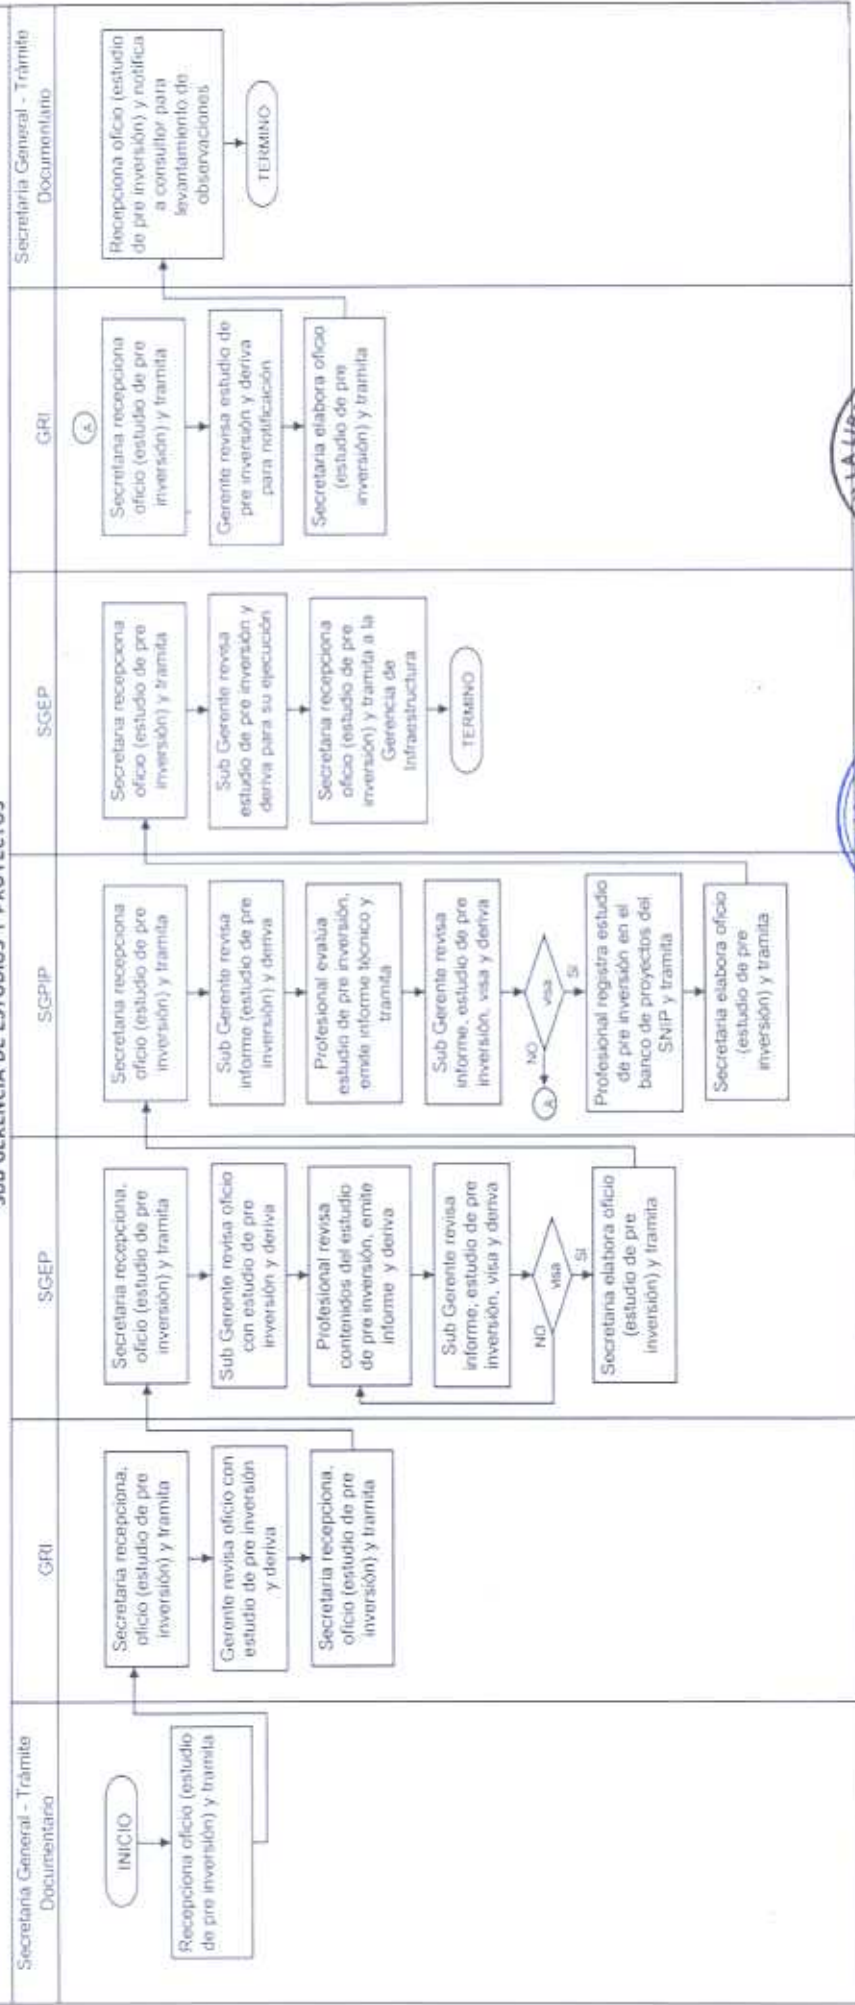 SUB GERENCIA DE ESTUDIOS Y PROYECTOS
Secretaria General - Trámite
Documentario
INICIO
Recepciona oficio (estudio
de pre inversión) y tramita
GRI
Secretaria recepciona,
oficio (estudio de pre
inversión) y tramita
Gerente revisa oficio con
estudio de pre inversión
y deriva
Secretaria recepciona,
oficio (estudio de pre
inversión) y tramita
SGEP
Secretaria recepciona,
oficio (estudio de pre
inversión) y tramita
Sub Gerente revisa oficio
con estudio de pre
inversión y deriva
Profesional revisa
contenidos del estudio
de pre inversión, emite
informe y deriva
Sub Gerente revisa
informe, estudio de pre
inversión, visa y deriva
visa
NO
SI
Secretaria elabora oficio
(estudio de pre
inversión) y tramita
SGPIP
Secretaria recepciona
oficio (estudio de pre
inversión) y tramita
Sub Gerente revisa
informe (estudio de pre
inversión) y deriva
Profesional evalúa
estudio de pre inversión,
emite informe técnico y
tramita
Sub Gerente revisa
informe, estudio de pre
inversión, visa y deriva
visa
NO
A
SI
Profesional registra estudio
de pre inversión en el
banco de proyectos del
SNIP y tramita
Secretaria elabora oficio
(estudio de pre
inversión) y tramita
SGEP
Secretaria recepciona
oficio (estudio de pre
inversión) y tramita
Sub Gerente revisa
estudio de pre inversión y
deriva para su ejecución
Secretaria recepciona
oficio (estudio de pre
inversión) y tramita a la
Gerencia de
Infraestructura
TERMINO
GRI
A
Secretaria recepciona
oficio (estudio de pre
inversión) y tramita
Gerente revisa estudio de
pre inversión y deriva
para notificación
Secretaria elabora oficio
(estudio de pre
inversión) y tramita
Secretaria General - Trámite
Documentario
Recepciona oficio (estudio
de pre inversión) y notifica
a consultor para
levantamiento de
observaciones
TERMINO